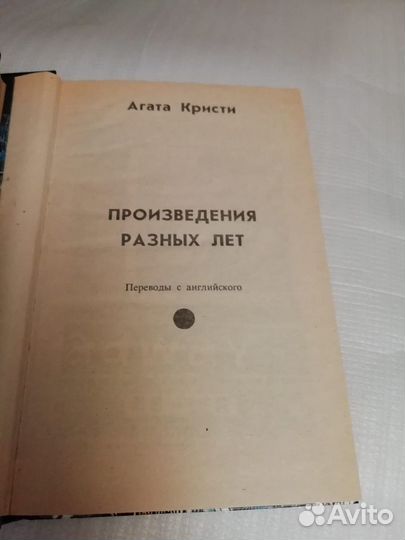 Агата Кристи
ПРОИЗВЕДЕНИЯ
РАЗНЫХ ЛЕТ
Переводы с английского
Avito